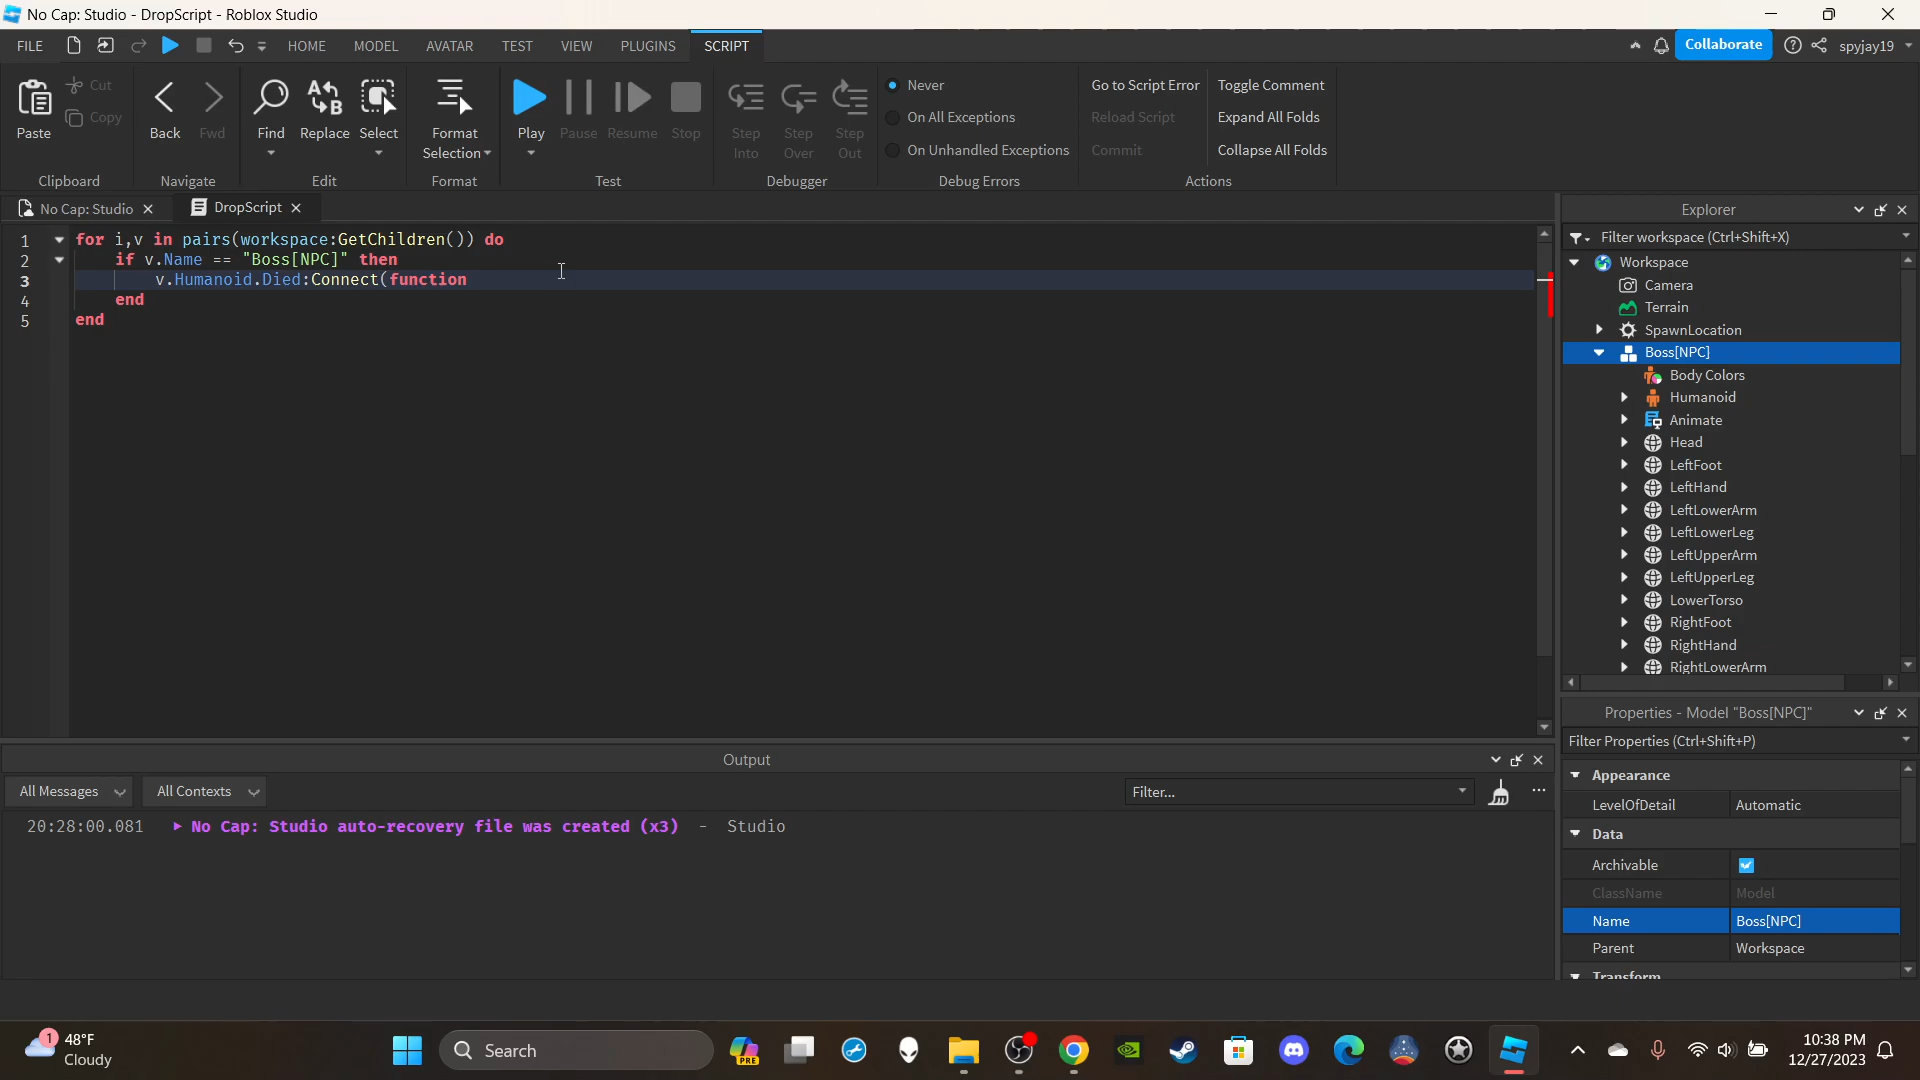 No Cap: Studio - DropScript - Roblox Studio
FILE HOME MODEL AVATAR TEST VIEW PLUGINS SCRIPT Collaborate spyjay19
Paste Cut Copy Back Fwd Find Replace Select Format Selection Play Pause Resume Stop Step Into Step Over Step Out
Never
On All Exceptions
On Unhandled Exceptions
Go to Script Error
Reload Script
Commit
Toggle Comment
Expand All Folds
Collapse All Folds
Clipboard Navigate Edit Format Test Debugger Debug Errors Actions
No Cap: Studio DropScript
1 for i,v in pairs(workspace:GetChildren()) do
2 if v.Name == "Boss[NPC]" then
3 v.Humanoid.Died:Connect(function
4 end
5 end
Explorer
Filter workspace (Ctrl+Shift+X)
Workspace
Camera
Terrain
SpawnLocation
Boss[NPC]
Body Colors
Humanoid
Animate
Head
LeftFoot
LeftHand
LeftLowerArm
LeftLowerLeg
LeftUpperArm
LeftUpperLeg
LowerTorso
RightFoot
RightHand
RightLowerArm
Properties - Model "Boss[NPC]"
Filter Properties (Ctrl+Shift+P)
Appearance
LevelOfDetail Automatic
Data
Archivable
ClassName Model
Name Boss[NPC]
Parent Workspace
Transform
Output
All Messages All Contexts Filter...
20:28:00.081 No Cap: Studio auto-recovery file was created (x3) - Studio
1 48°F
Cloudy
Search
PRE
10:38 PM
12/27/2023